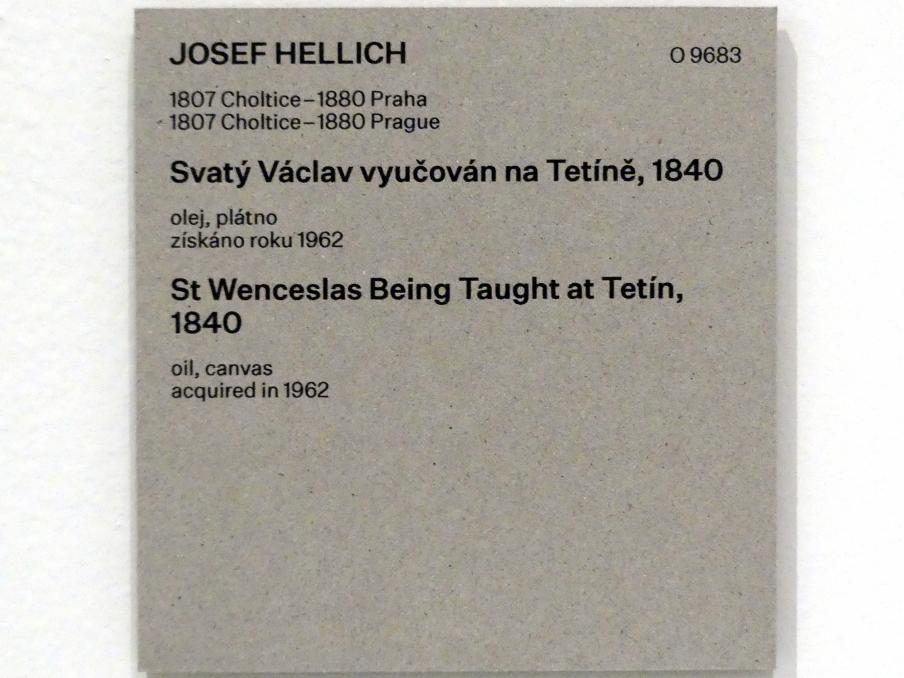 JOSEF HELLICH O 9683
1807 Choltice – 1880 Praha
1807 Choltice – 1880 Prague
Svatý Václav vyučován na Tetíně, 1840
olej, plátno
získáno roku 1962
St Wenceslas Being Taught at Tetín,
1840
oil, canvas
acquired in 1962